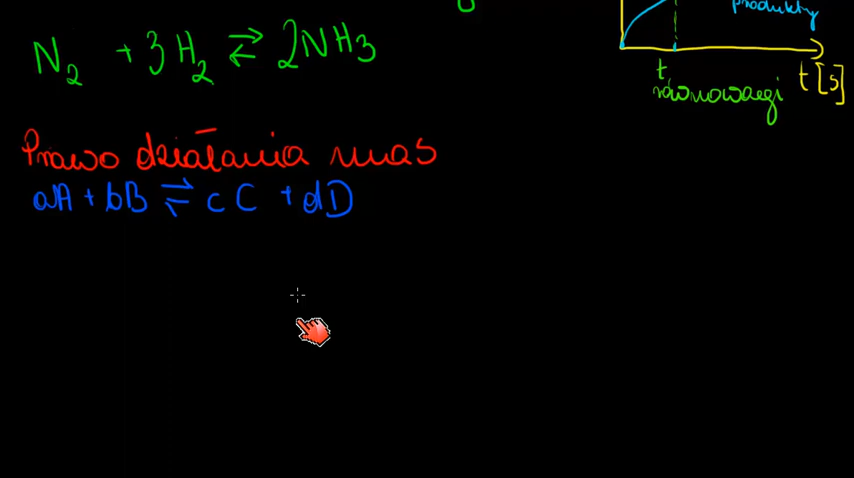 N2 + 3H2 ⇌ 2NH3
produkty
t
równowagi
t [s]
Prawo działania mas
aA + bB ⇌ cC + dD